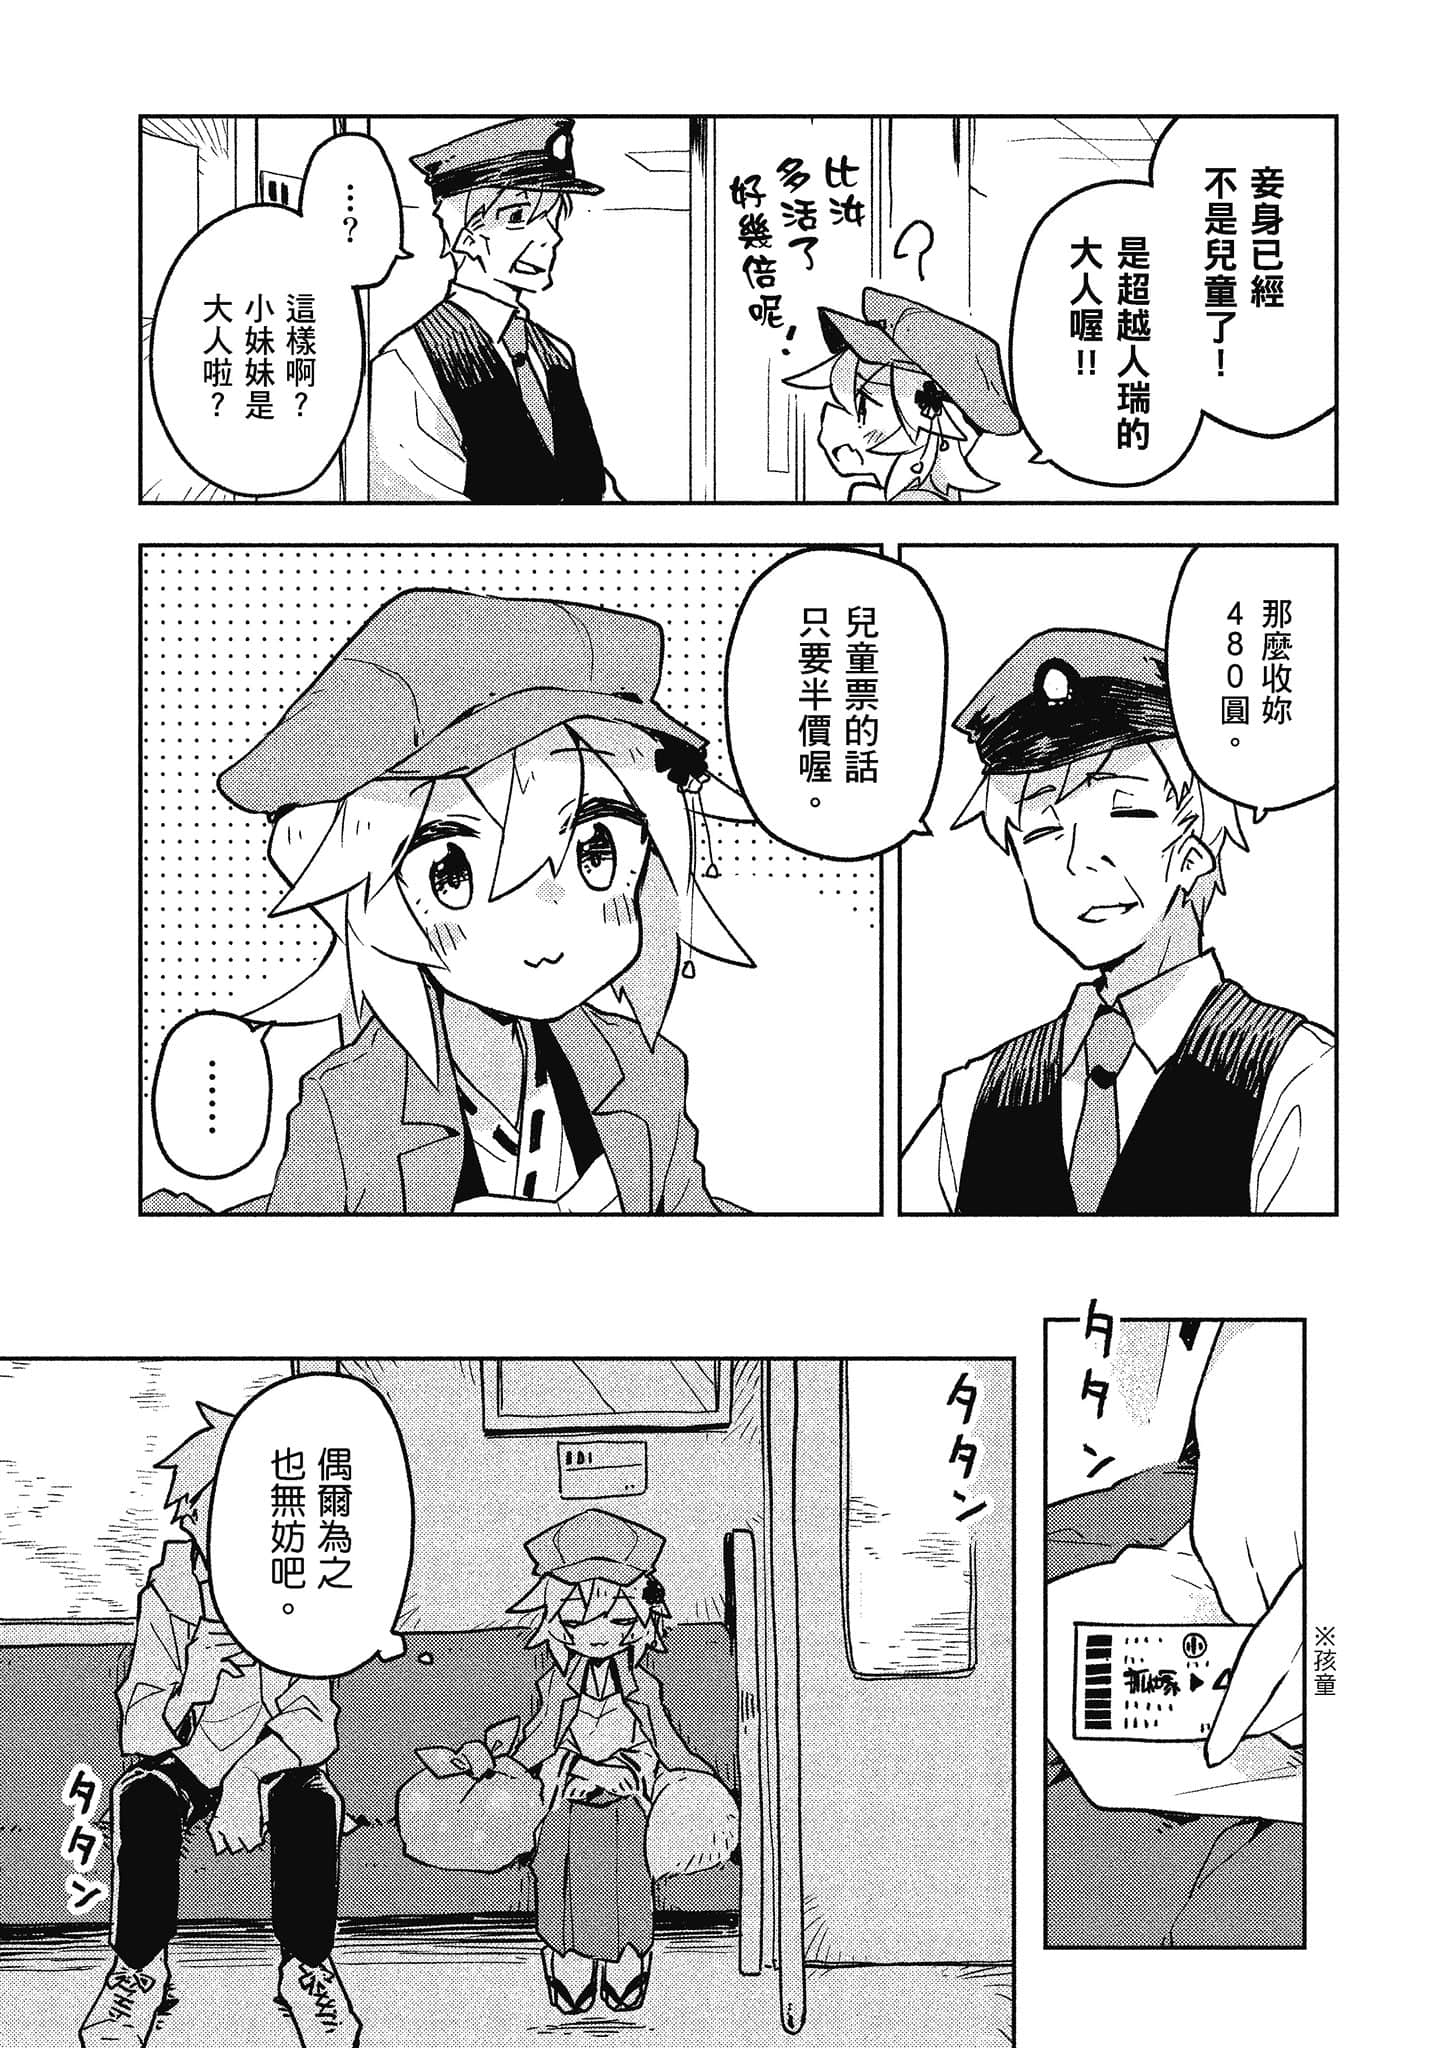 妾身已經
不是兒童了！
是超越人瑞的
大人喔!!
比汝
多活了
好幾倍呢！
…？
這樣啊？
小妹妹是
大人啦？
那麼收妳
480圓。
兒童票的話
只要半價喔。
……
タタン
小
※孩童
タタン
偶爾為之
也無妨吧。
タタン